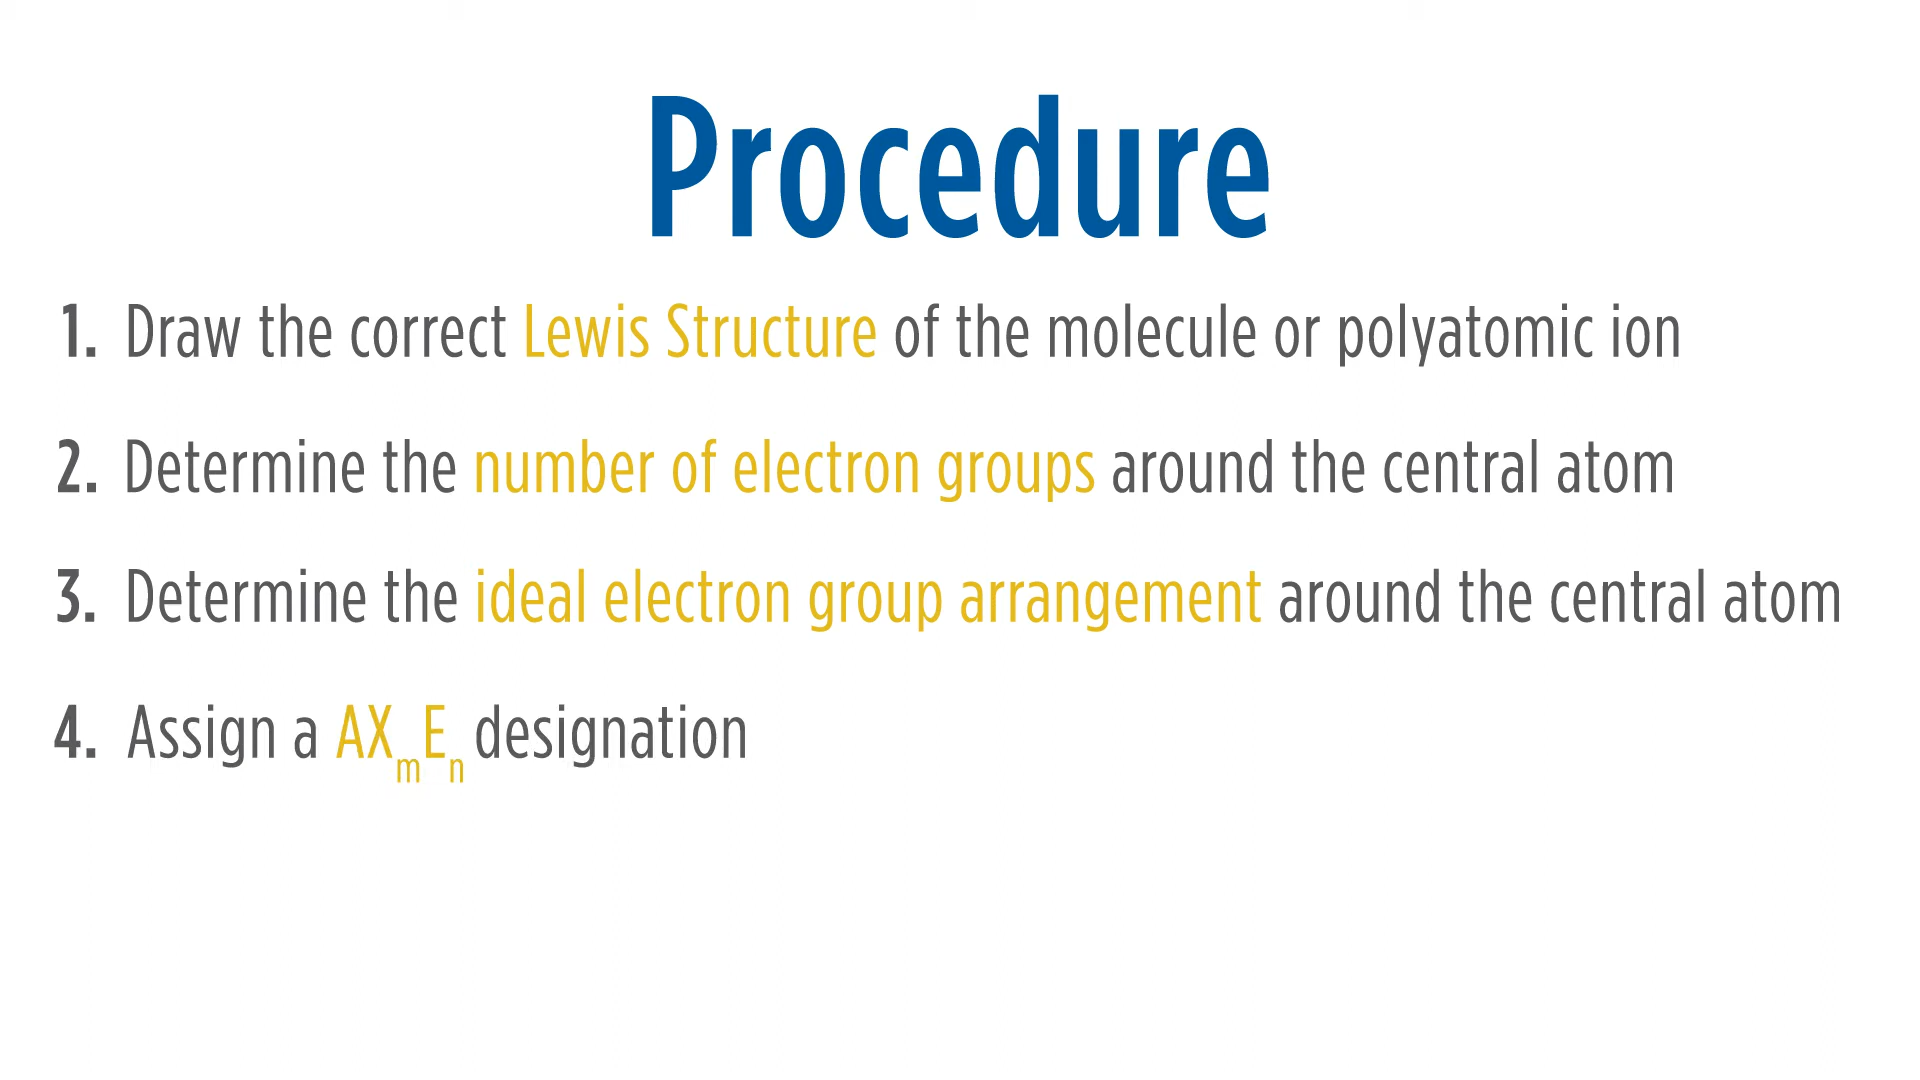 Procedure
1. Draw the correct Lewis Structure of the molecule or polyatomic ion
2. Determine the number of electron groups around the central atom
3. Determine the ideal electron group arrangement around the central atom
4. Assign a AXₘEₙ designation